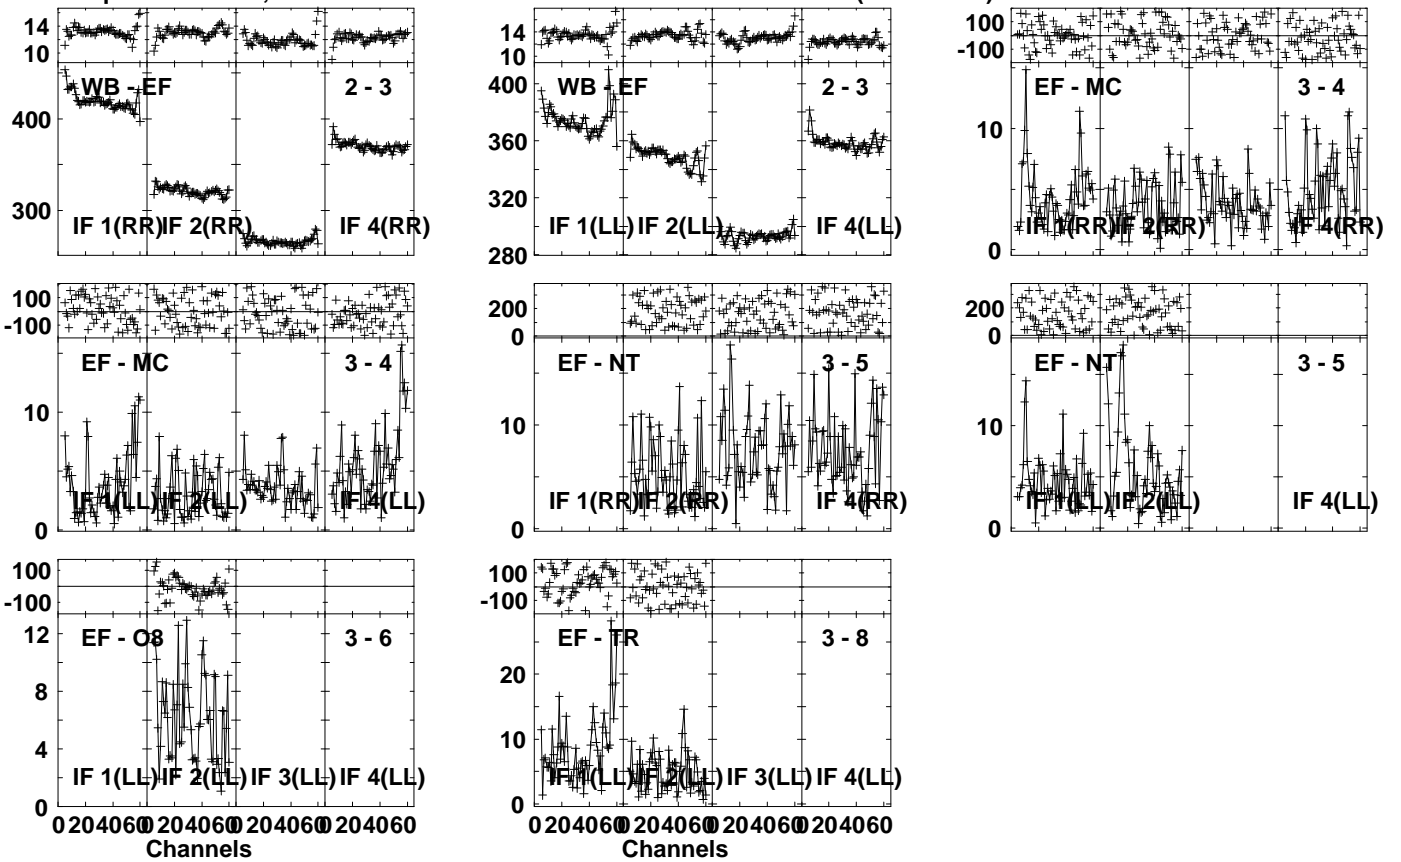 14
10
WB - EF 2 - 3
400
300
IF 1(RR) IF 2(RR) IF 4(RR)
14
10
WB - EF 2 - 3
400
360
320
280
IF 1(LL) IF 2(LL) IF 4(LL)
100
-100
EF - MC 3 - 4
10
0
IF 1(RR) IF 2(RR) IF 4(RR)
100
-100
EF - MC 3 - 4
10
0
IF 1(LL) IF 2(LL) IF 4(LL)
200
0
EF - NT 3 - 5
10
0
IF 1(RR) IF 2(RR) IF 4(RR)
200
0
EF - NT 3 - 5
10
0
IF 1(LL) IF 2(LL) IF 4(LL)
100
-100
EF - O8 3 - 6
12
8
4
0
IF 1(LL) IF 2(LL) IF 3(LL) IF 4(LL)
0 20 40 60 0 20 40 60 0 20 40 60 0 20 40 60
Channels
100
-100
EF - TR 3 - 8
20
10
0
IF 1(LL) IF 2(LL) IF 3(LL) IF 4(LL)
0 20 40 60 0 20 40 60 0 20 40 60 0 20 40 60
Channels